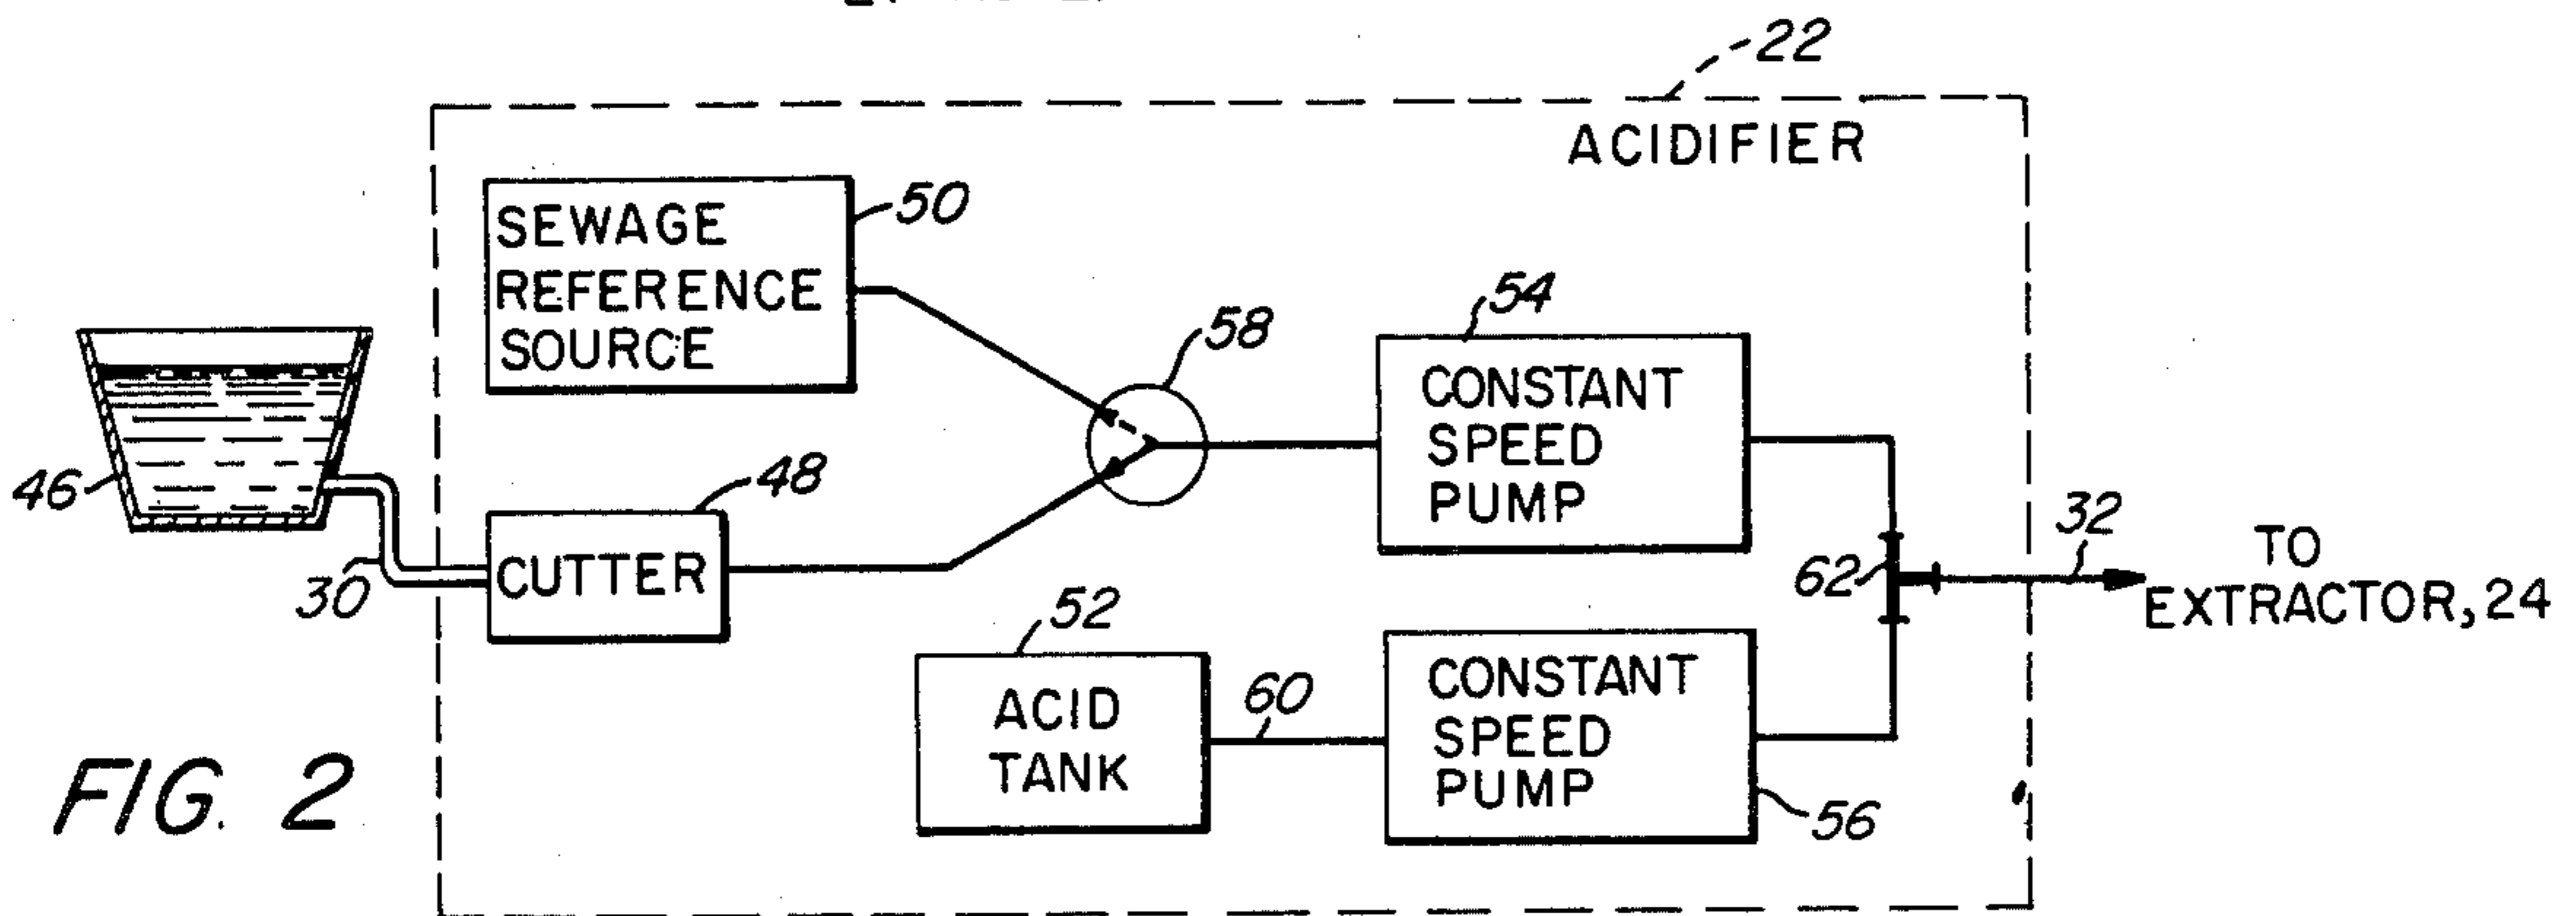 22
ACIDIFIER
SEWAGE
REFERENCE
SOURCE
50
58
54
CONSTANT
SPEED
PUMP
46
30
48
CUTTER
52
ACID
TANK
60
CONSTANT
SPEED
PUMP
56
62
32
TO
EXTRACTOR, 24
FIG. 2